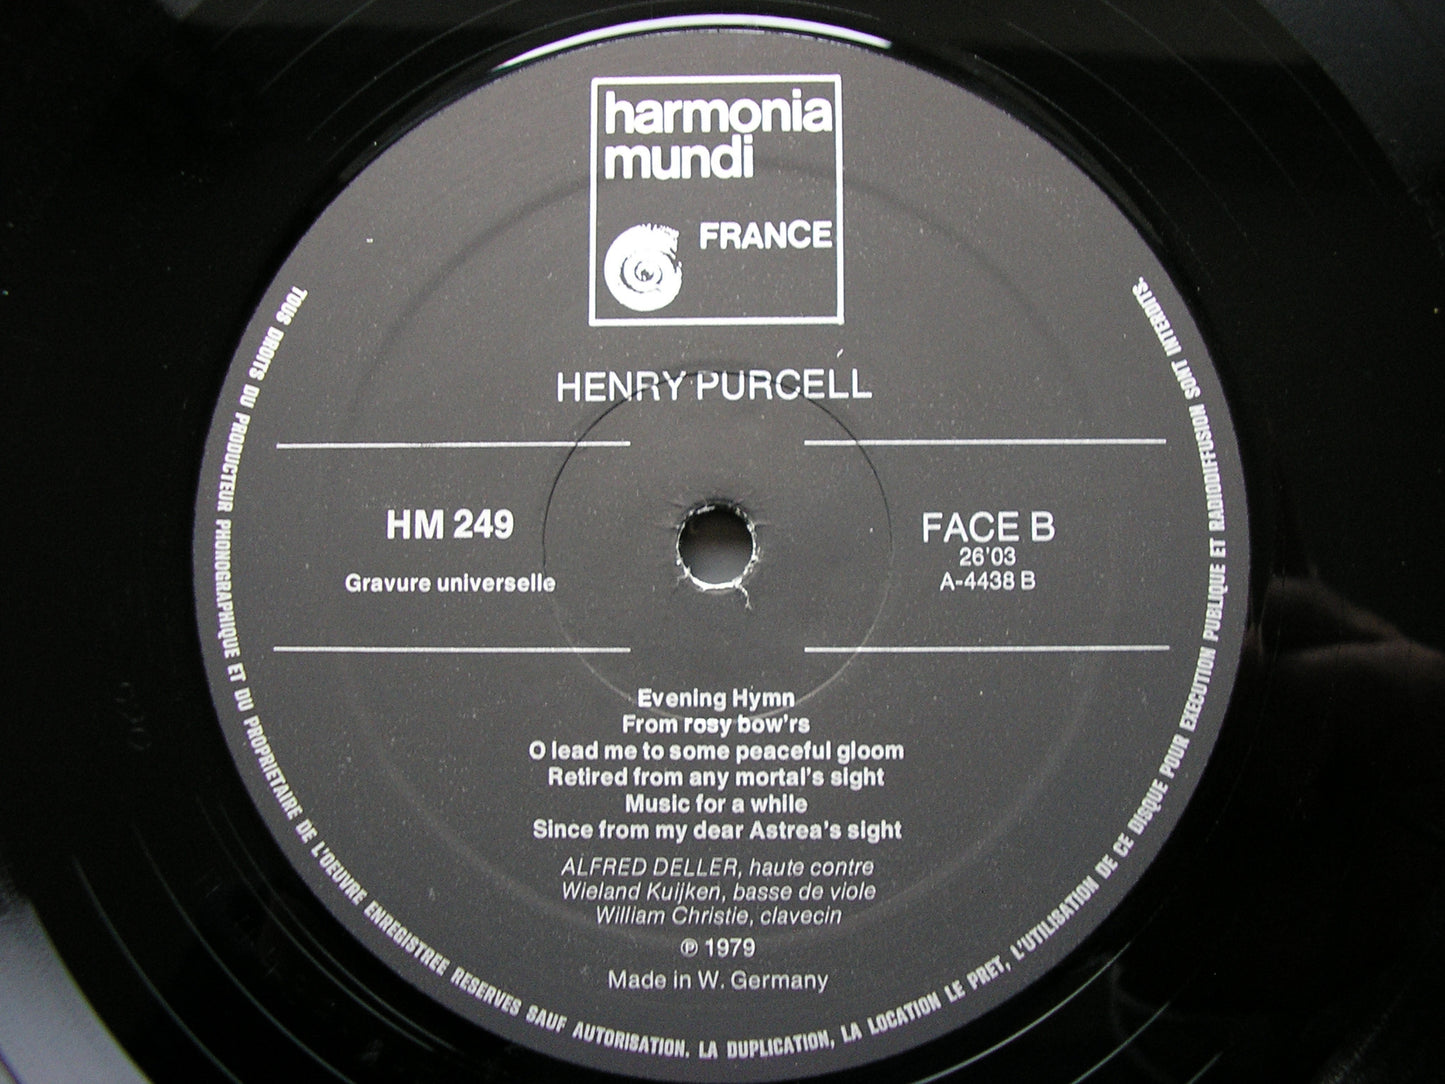 harmonia
mundi
FRANCE
HENRY PURCELL
HM 249
Gravure universelle
FACE B
26'03
A-4438 B
Evening Hymn
From rosy bow'rs
O lead me to some peaceful gloom
Retired from any mortal's sight
Music for a while
Since from my dear Astrea's sight
ALFRED DELLER, haute contre
Wieland Kuijken, basse de viole
William Christie, clavecin
℗ 1979
Made in W. Germany
TOUS DROITS DU PRODUCTEUR PHONOGRAPHIQUE ET DU PROPRIETAIRE DE L'OEUVRE ENREGISTREE RESERVES SAUF AUTORISATION. LA DUPLICATION, LA LOCATION LE PRET, L'UTILISATION DE CE DISQUE POUR EXECUTION PUBLIQUE ET RADIODIFFUSION SONT INTERDITS.